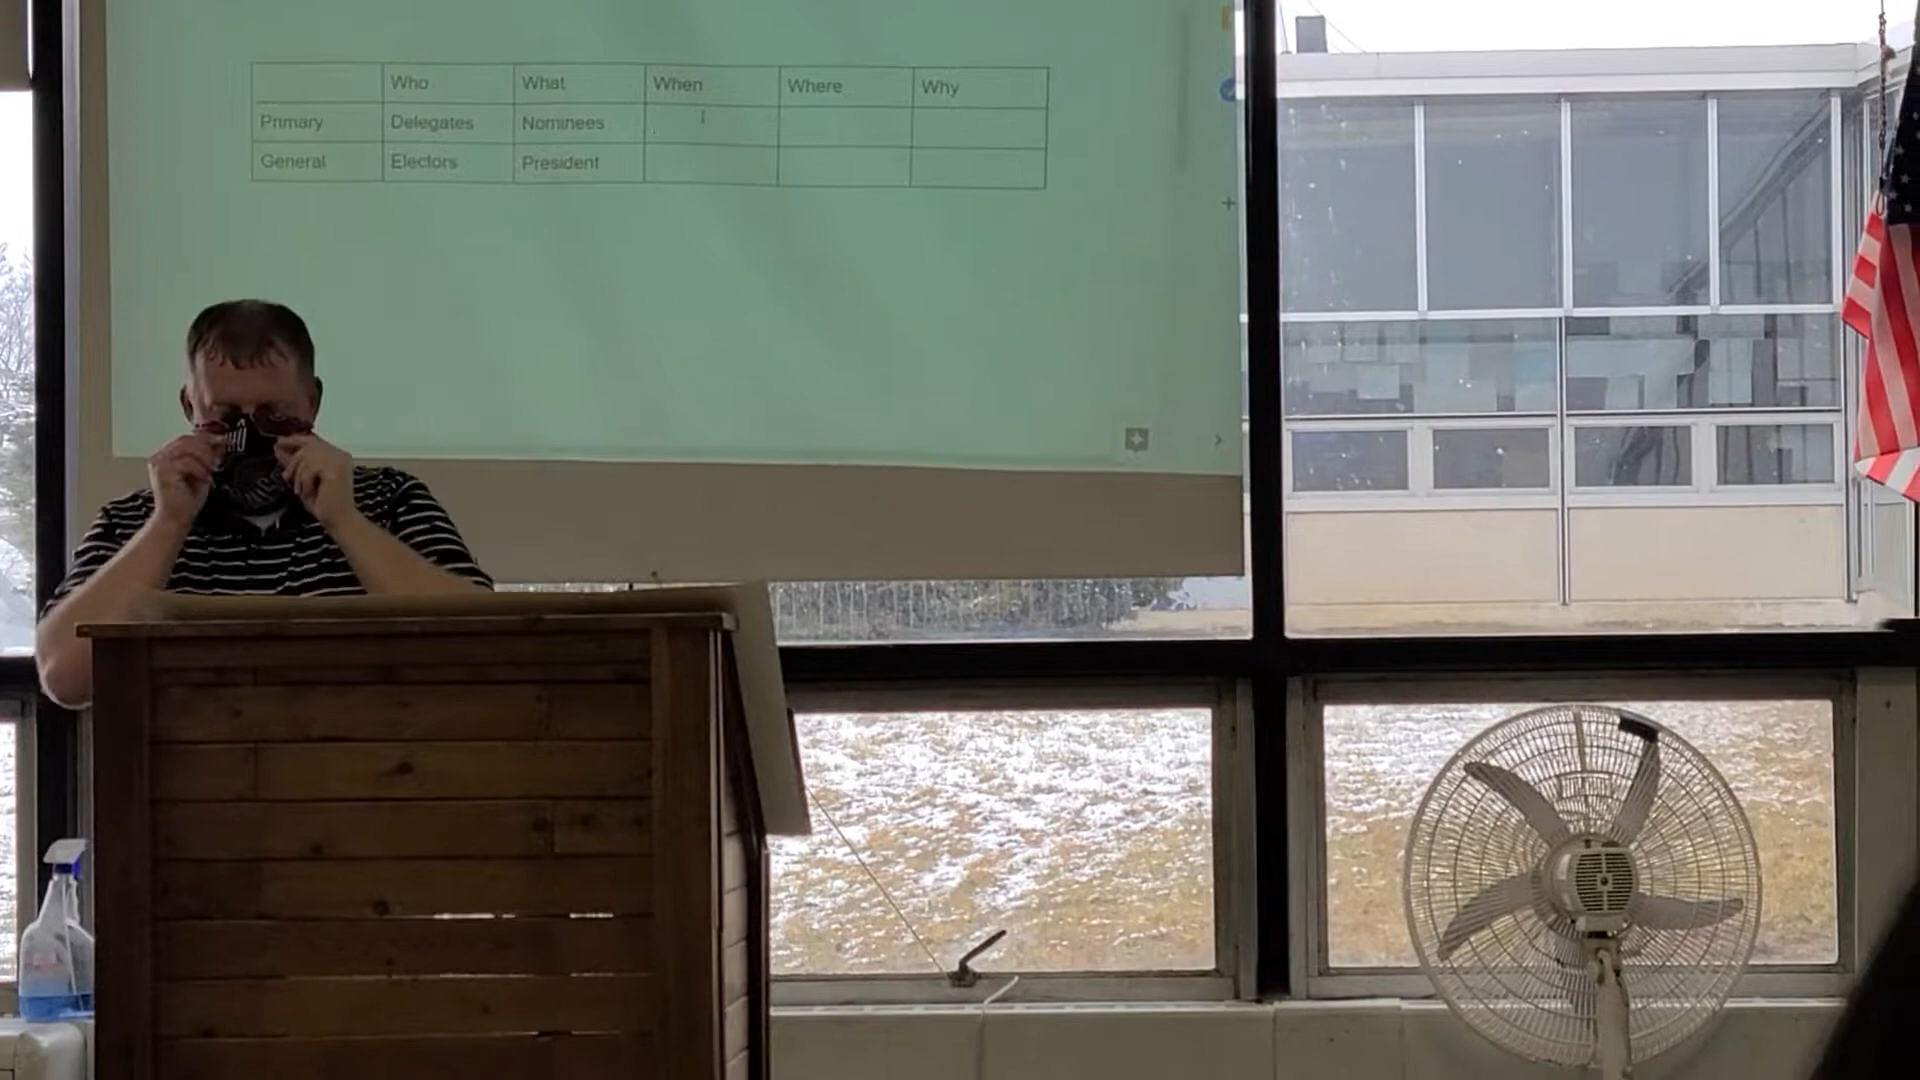 Who What When Where Why
Primary Delegates Nominees
General Electors President